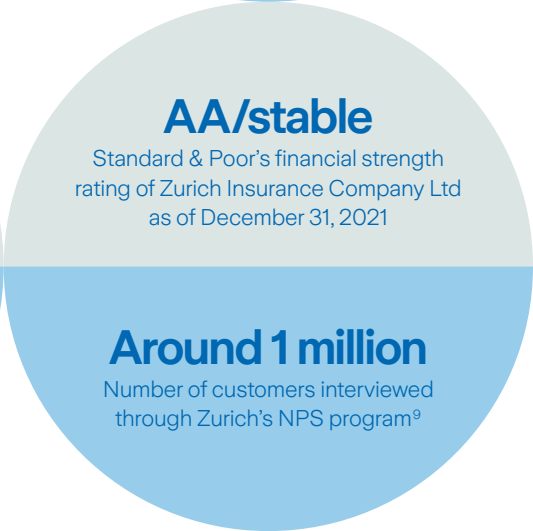 AA/stable
Standard & Poor’s financial strength
rating of Zurich Insurance Company Ltd
as of December 31, 2021
Around 1 million
Number of customers interviewed
through Zurich’s NPS program⁹